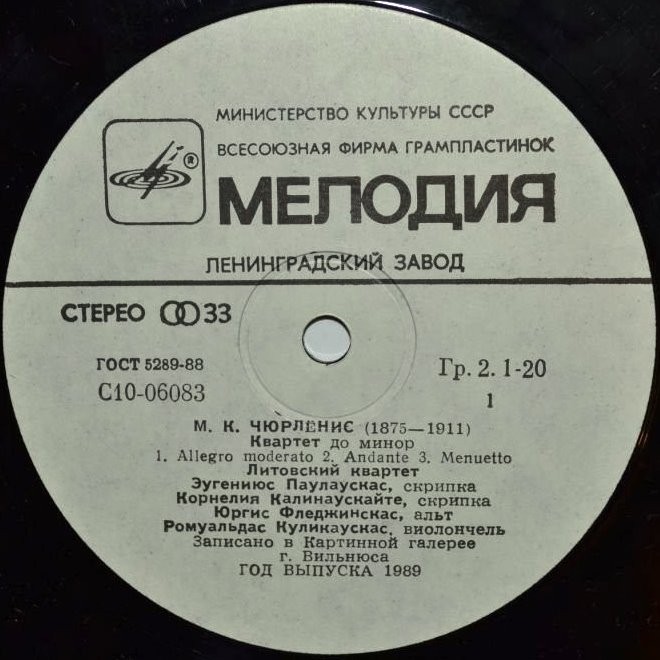 МИНИСТЕРСТВО КУЛЬТУРЫ СССР
ВСЕСОЮЗНАЯ ФИРМА ГРАМПЛАСТИНОК
®
МЕЛОДИЯ
ЛЕНИНГРАДСКИЙ ЗАВОД
СТЕРЕО 33
ГОСТ 5289-88
Гр. 2. 1-20
С10-06083
1
М. К. ЧЮРЛЁНИС (1875—1911)
Квартет до минор
1. Allegro moderato 2. Andante 3. Menuetto
Литовский квартет
Эугениюс Паулаускас, скрипка
Корнелия Калинаускайте, скрипка
Юргис Фледжинскас, альт
Ромуальдас Куликаускас, виолончель
Записано в Картинной галерее
г. Вильнюса
ГОД ВЫПУСКА 1989